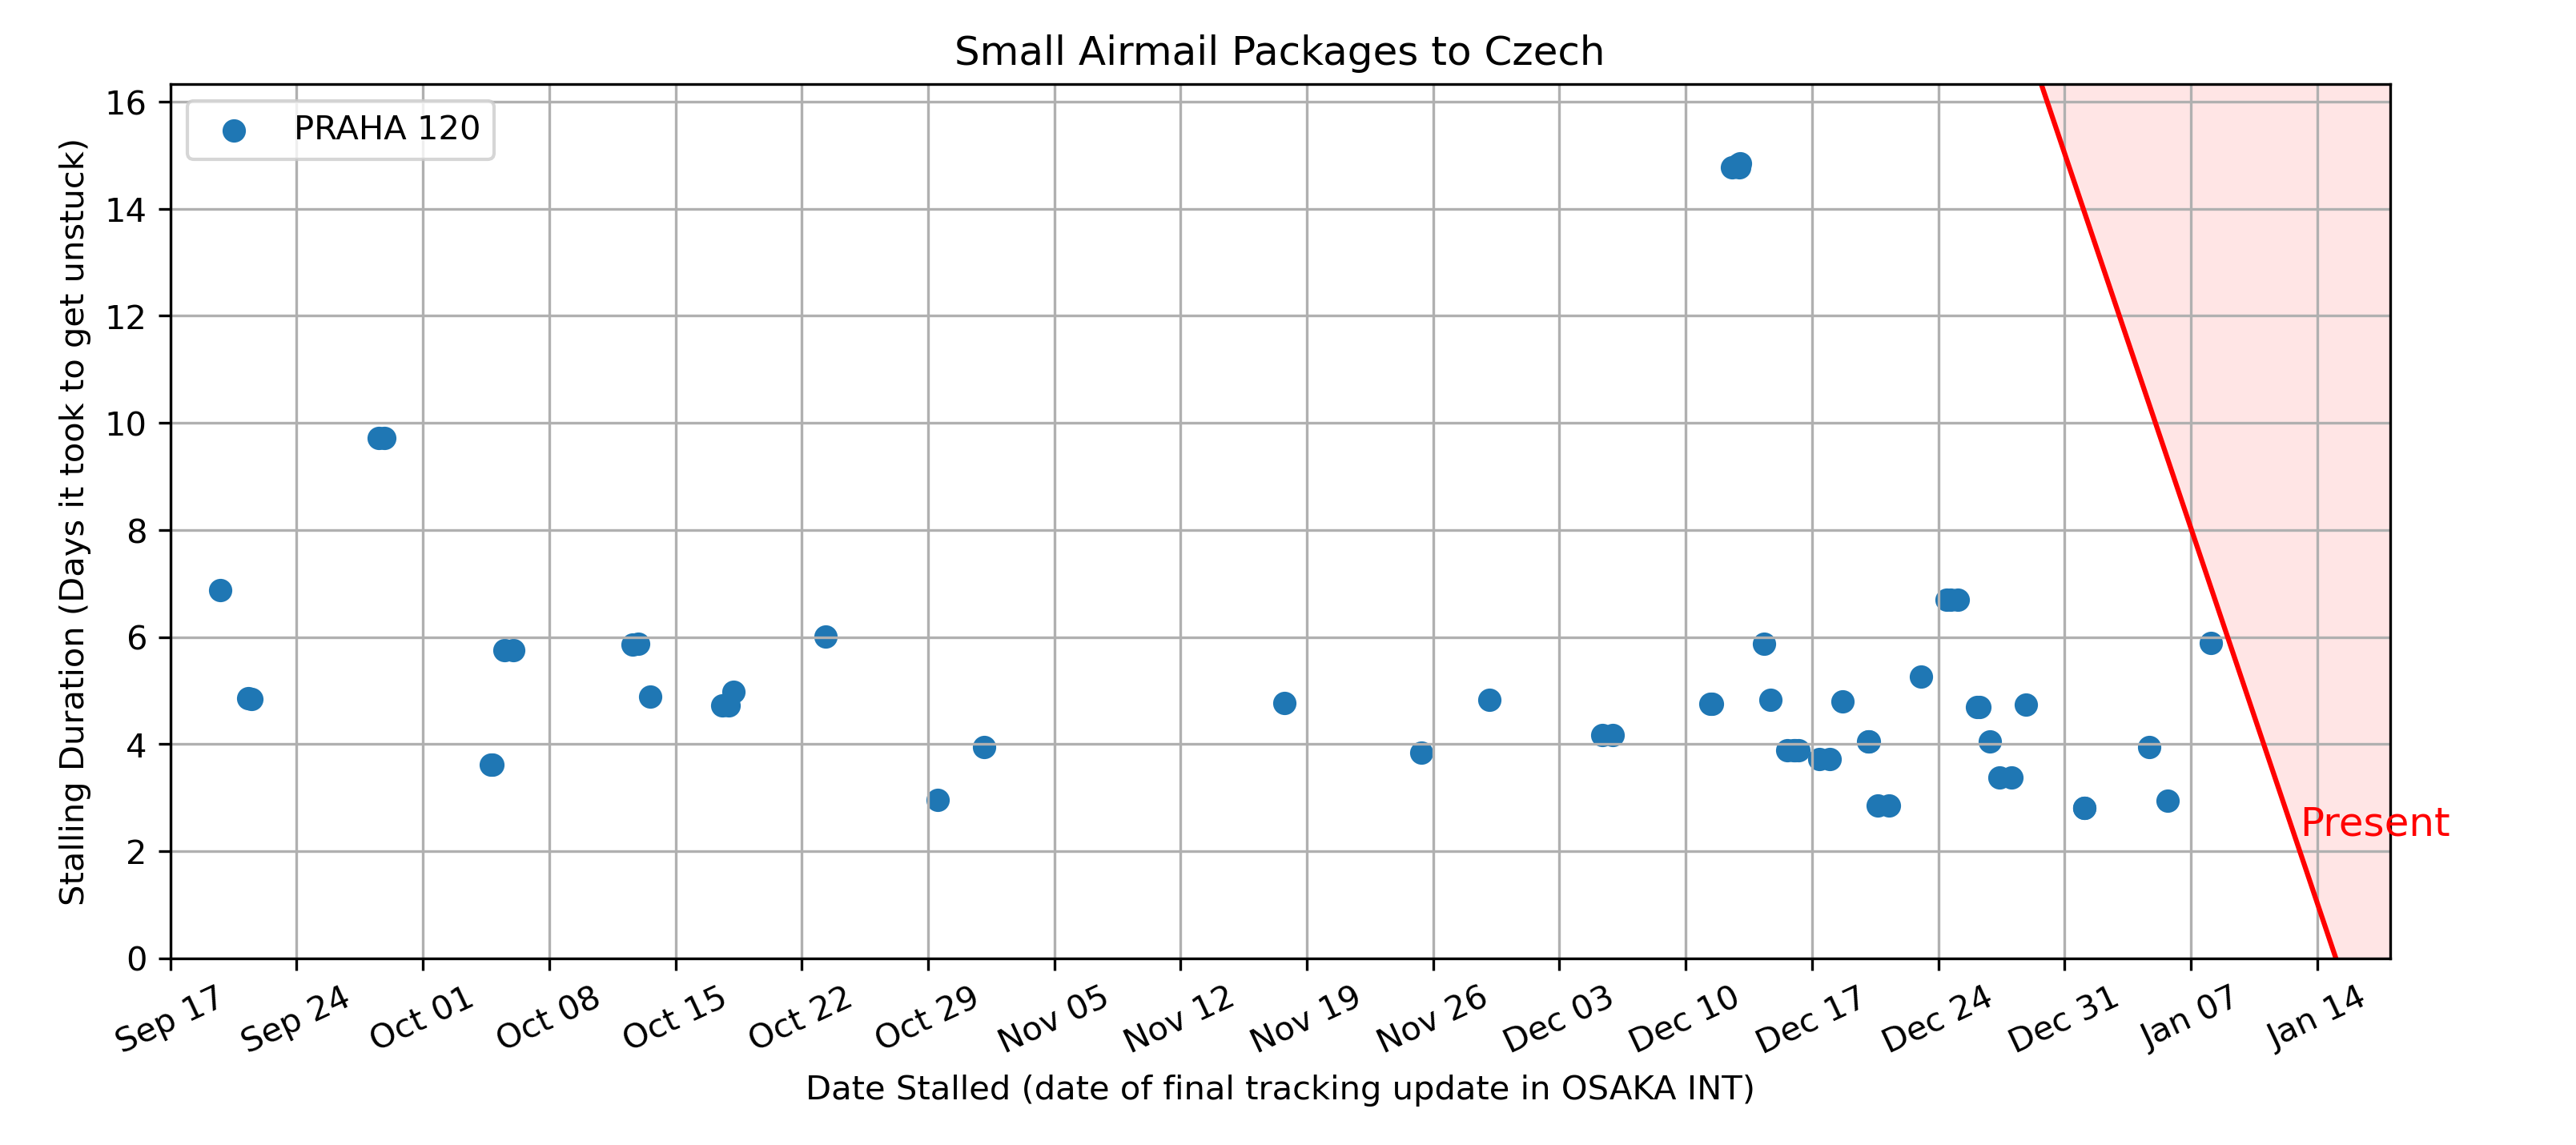 Small Airmail Packages to Czech
PRAHA 120
Stalling Duration (Days it took to get unstuck)
16
14
12
10
8
6
4
2
0
Present
Sep 17
Sep 24
Oct 01
Oct 08
Oct 15
Oct 22
Oct 29
Nov 05
Nov 12
Nov 19
Nov 26
Dec 03
Dec 10
Dec 17
Dec 24
Dec 31
Jan 07
Jan 14
Date Stalled (date of final tracking update in OSAKA INT)